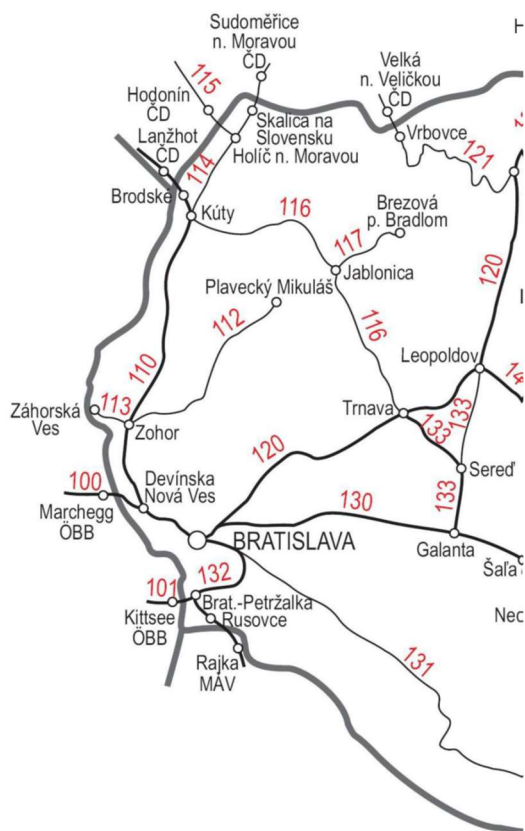 Sudoměřice
n. Moravou
ČD
115
Hodonín
ČD
Lanžhot
ČD
114
Skalica na
Slovensku
Holíč n. Moravou
Velká
n. Veličkou
ČD
Vrbovce
121
Brodské
Kúty
116
Brezová
p. Bradlom
117
Jablonica
120
Plavecký Mikuláš
112
116
110
Leopoldov
14
Záhorská
Ves
113
Zohor
Trnava
133
133
120
Sereď
100
Devínska
Nová Ves
130
133
Marchegg
ÖBB
BRATISLAVA
Galanta
Šaľa
101
132
Kittsee
ÖBB
Brat.-Petržalka
Rusovce
Rajka
MÁV
131